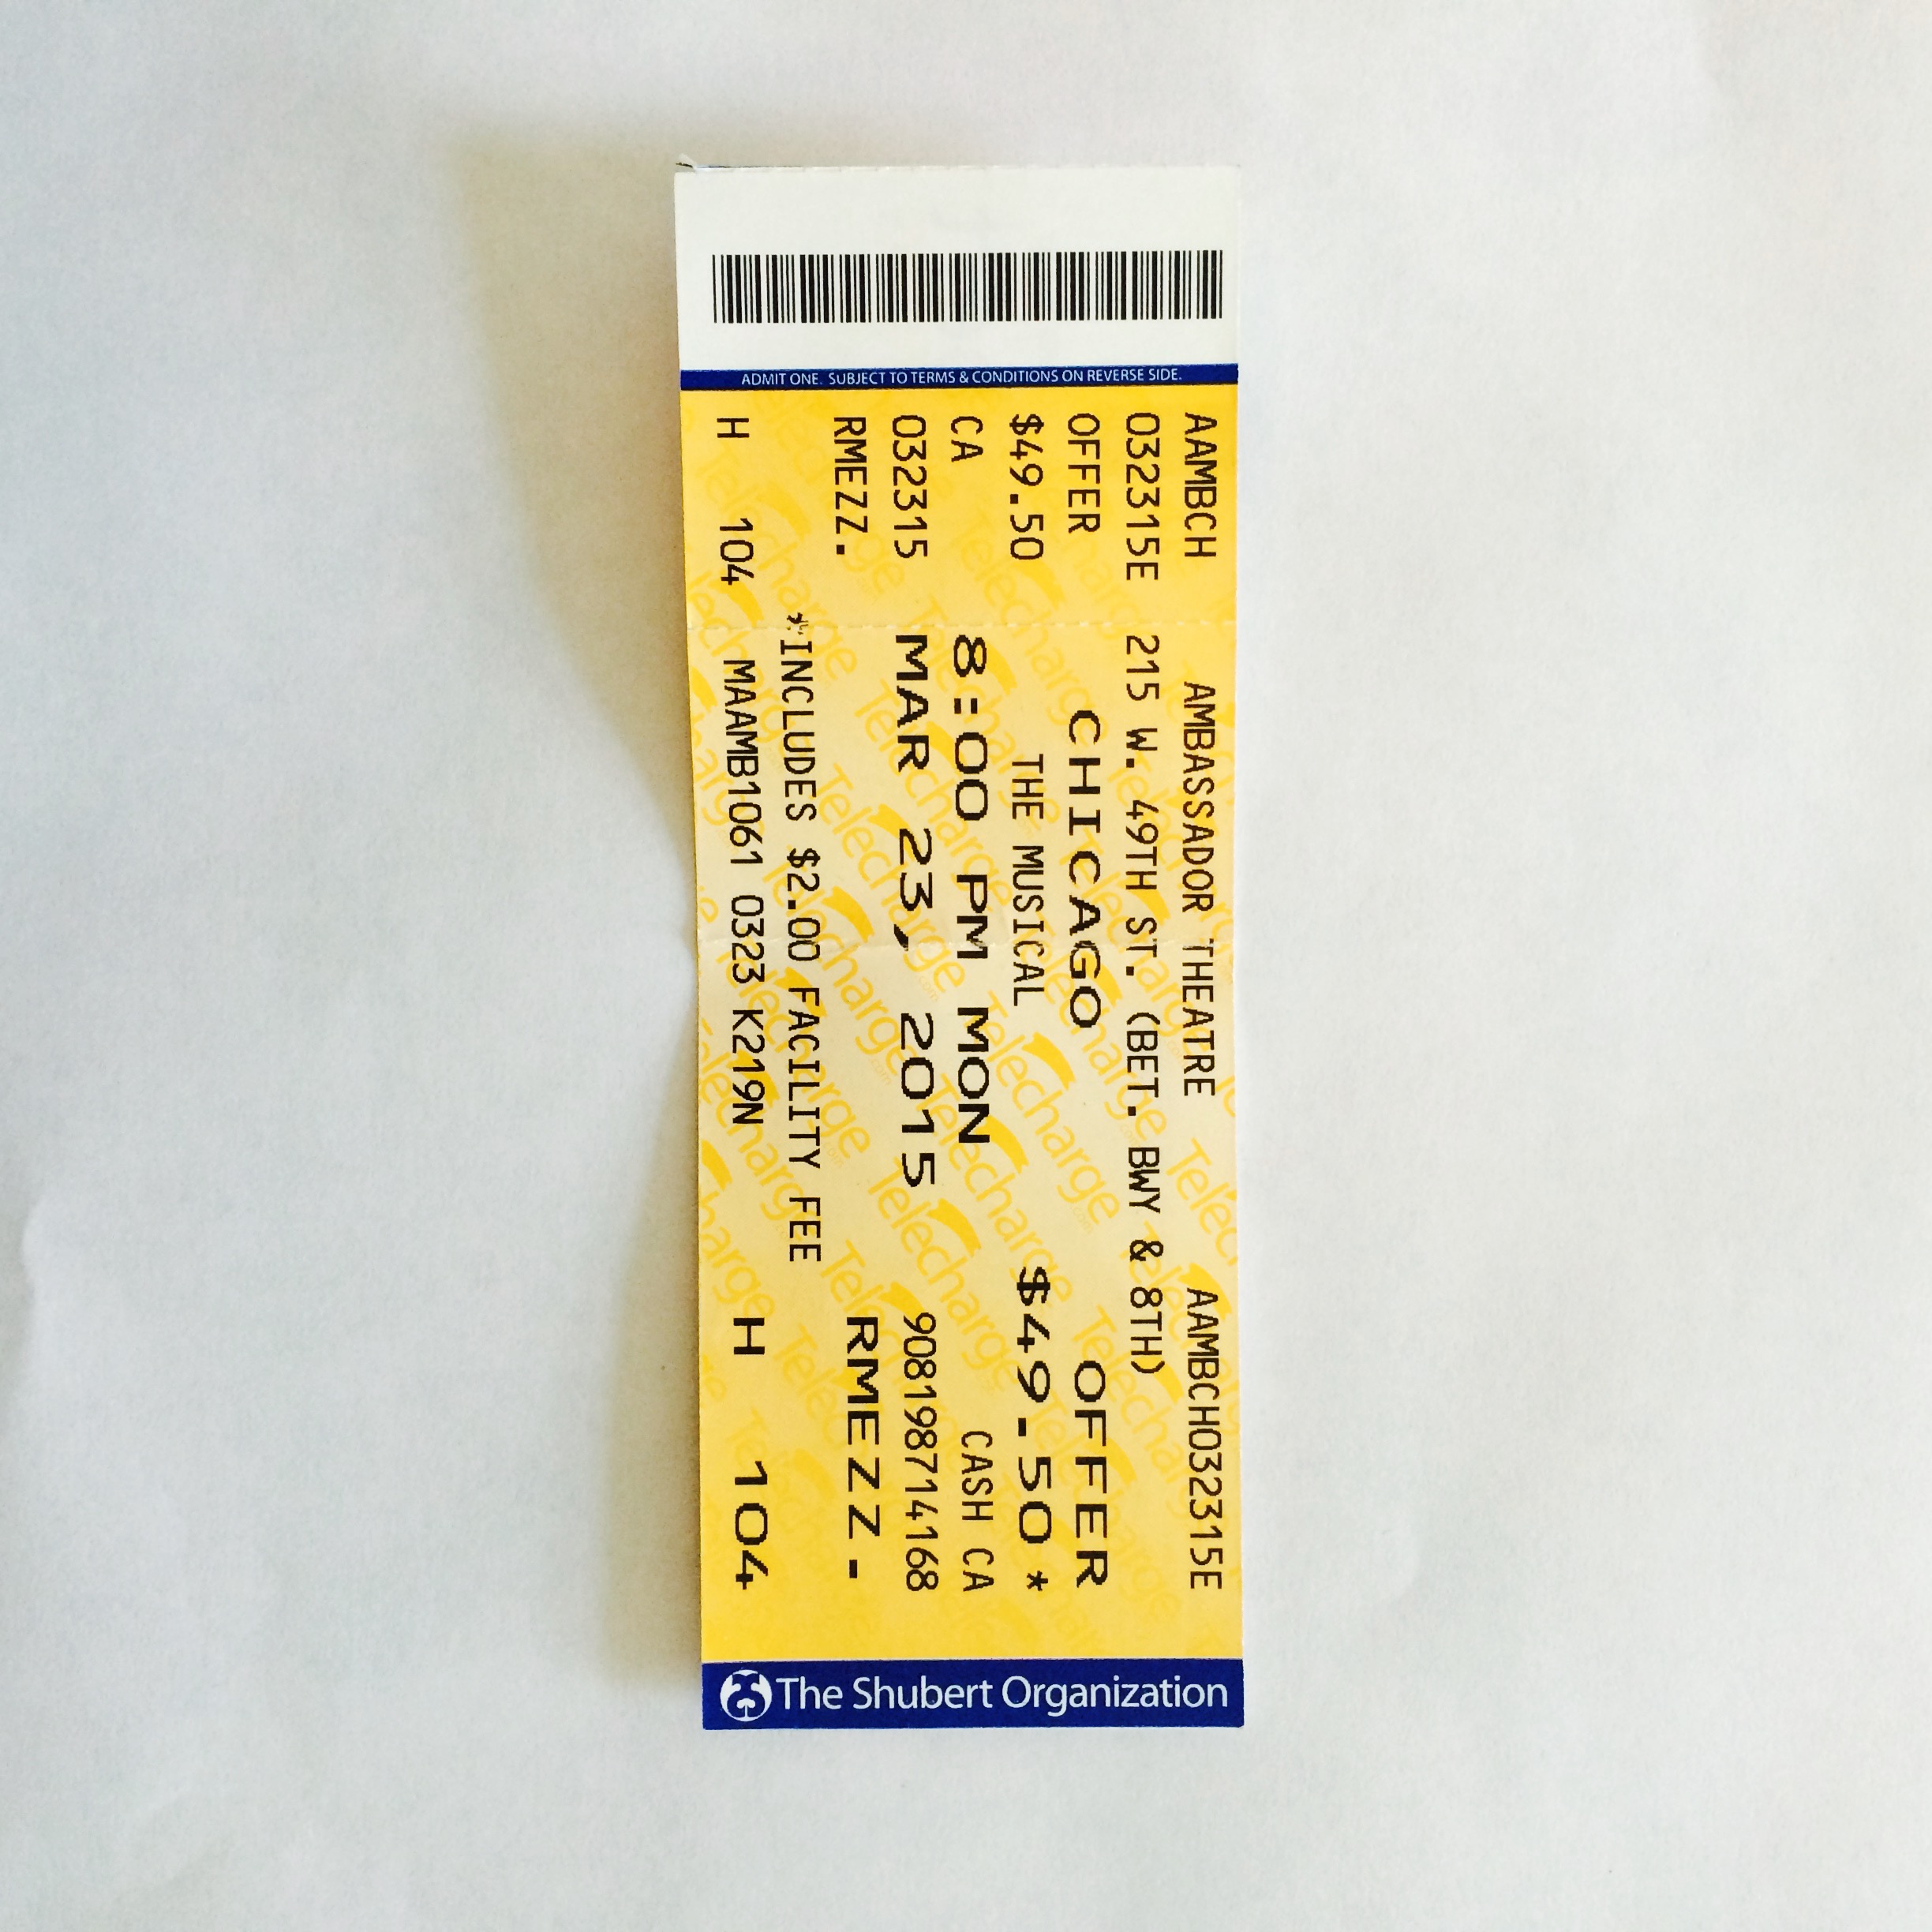 ADMIT ONE. SUBJECT TO TERMS & CONDITIONS ON REVERSE SIDE.
AAMBCH AMBASSADOR THEATRE AAMBCH032315E
032315E 215 W. 49TH ST. (BET. BWY & 8TH)
OFFER CHICAGO OFFER
$49.50 THE MUSICAL $49.50*
CA 8:00 PM MON CASH CA
032315 MAR 23, 2015 908198714168
RMEZZ. RMEZZ.
*INCLUDES $2.00 FACILITY FEE
H 104 MAAMB1061 0323 K219N H 104
The Shubert Organization
Telecharge